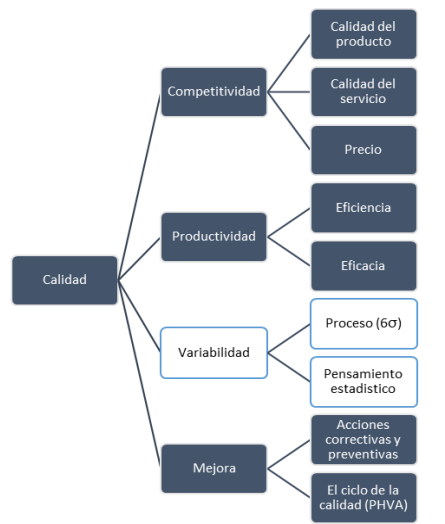 Calidad
Competitividad
Calidad del
producto
Calidad del
servicio
Precio
Productividad
Eficiencia
Eficacia
Variabilidad
Proceso (6σ)
Pensamiento
estadistico
Mejora
Acciones
correctivas y
preventivas
El ciclo de la
calidad (PHVA)